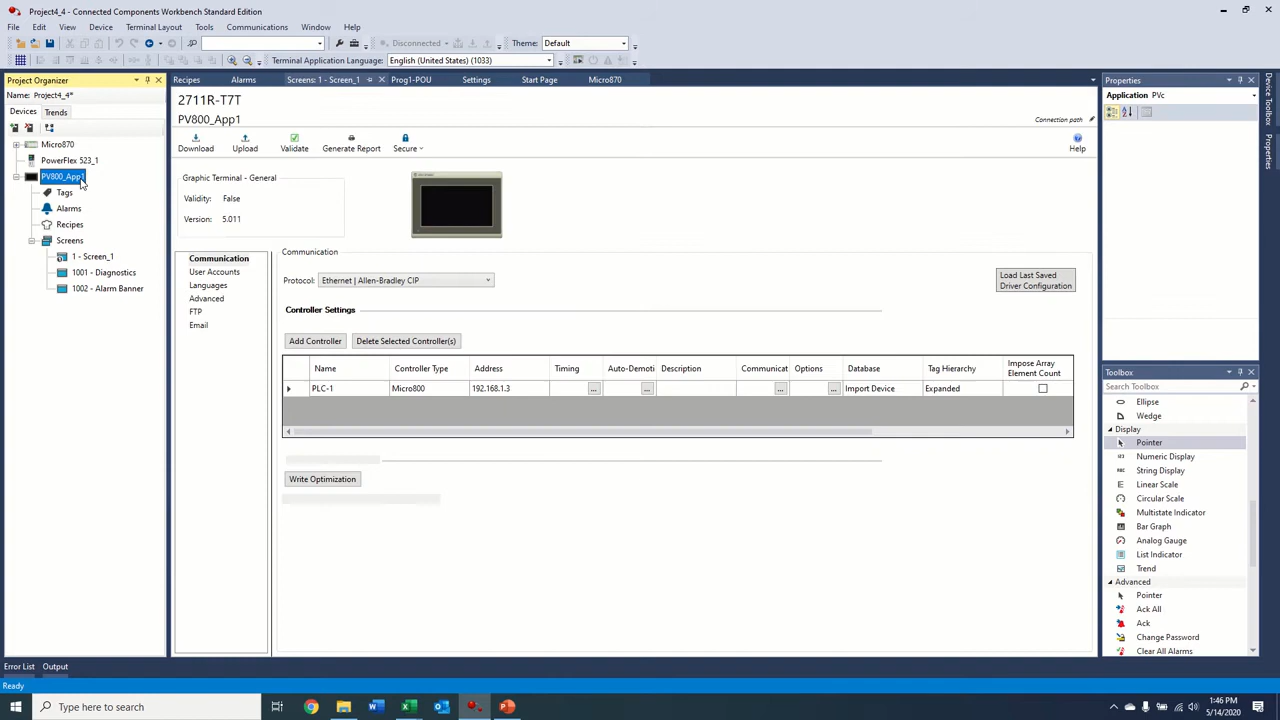 Project4_4 - Connected Components Workbench Standard Edition
File Edit View Device Terminal Layout Tools Communications Window Help
Disconnected Theme: Default
Terminal Application Language: English (United States) (1033)
Project Organizer
Name: Project4_4*
Devices Trends
Micro870
PowerFlex 523_1
PV800_App1
Tags
Alarms
Recipes
Screens
1 - Screen_1
1001 - Diagnostics
1002 - Alarm Banner
Recipes Alarms Screens: 1 - Screen_1 Prog1-POU Settings Start Page Micro870
2711R-T7T
PV800_App1
Connection path
Download Upload Validate Generate Report Secure Help
Graphic Terminal - General
Validity: False
Version: 5.011
Communication
User Accounts
Languages
Advanced
FTP
Email
Communication
Protocol: Ethernet | Allen-Bradley CIP
Load Last Saved
Driver Configuration
Controller Settings
Add Controller Delete Selected Controller(s)
Name Controller Type Address Timing Auto-Demoti Description Communicat Options Database Tag Hierarchy Impose Array
Element Count
PLC-1 Micro800 192.168.1.3 ... ... ... ... Import Device Expanded
Write Optimization
Properties
Application PVc
Toolbox
Search Toolbox
Ellipse
Wedge
Display
Pointer
Numeric Display
String Display
Linear Scale
Circular Scale
Multistate Indicator
Bar Graph
Analog Gauge
List Indicator
Trend
Advanced
Pointer
Ack All
Ack
Change Password
Clear All Alarms
Device Toolbox
Properties
Error List Output
Ready
Type here to search
1:46 PM
5/14/2020